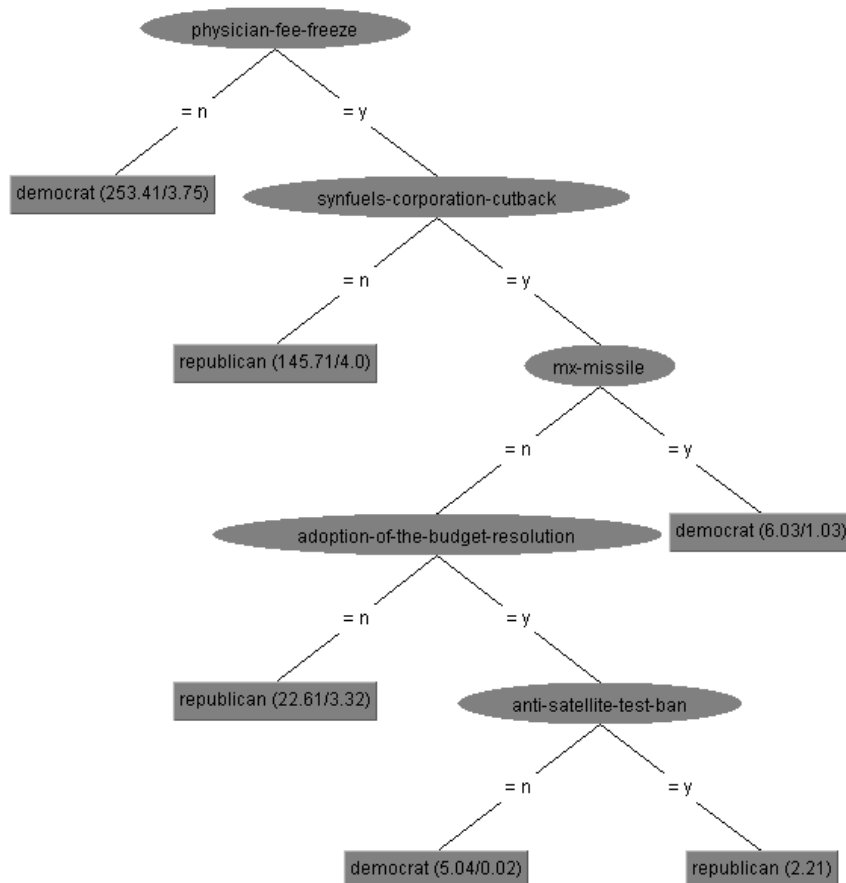 physician-fee-freeze
= n
= y
democrat (253.41/3.75)
synfuels-corporation-cutback
= n
= y
republican (145.71/4.0)
mx-missile
= n
= y
adoption-of-the-budget-resolution
democrat (6.03/1.03)
= n
= y
republican (22.61/3.32)
anti-satellite-test-ban
= n
= y
democrat (5.04/0.02)
republican (2.21)